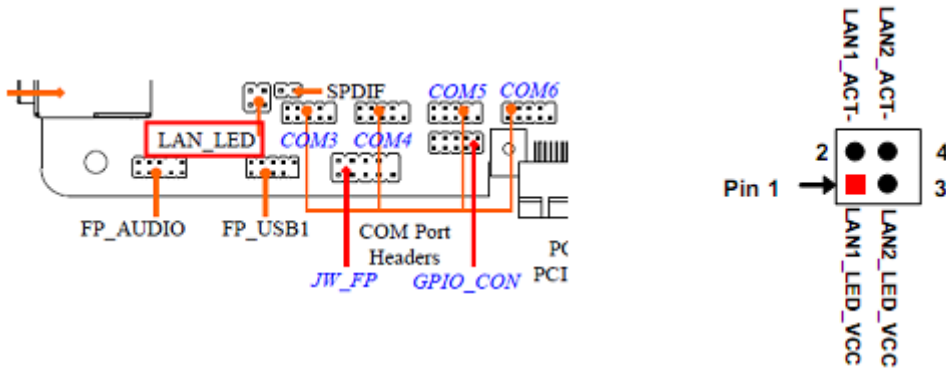 SPDIF
COM5
COM6
LAN_LED
COM3
COM4
FP_AUDIO
FP_USB1
COM Port
Headers
JW_FP
GPIO_CON
PCI
LAN1_ACT-
LAN2_ACT-
2
4
Pin 1
3
LAN1_LED_VCC
LAN2_LED_VCC